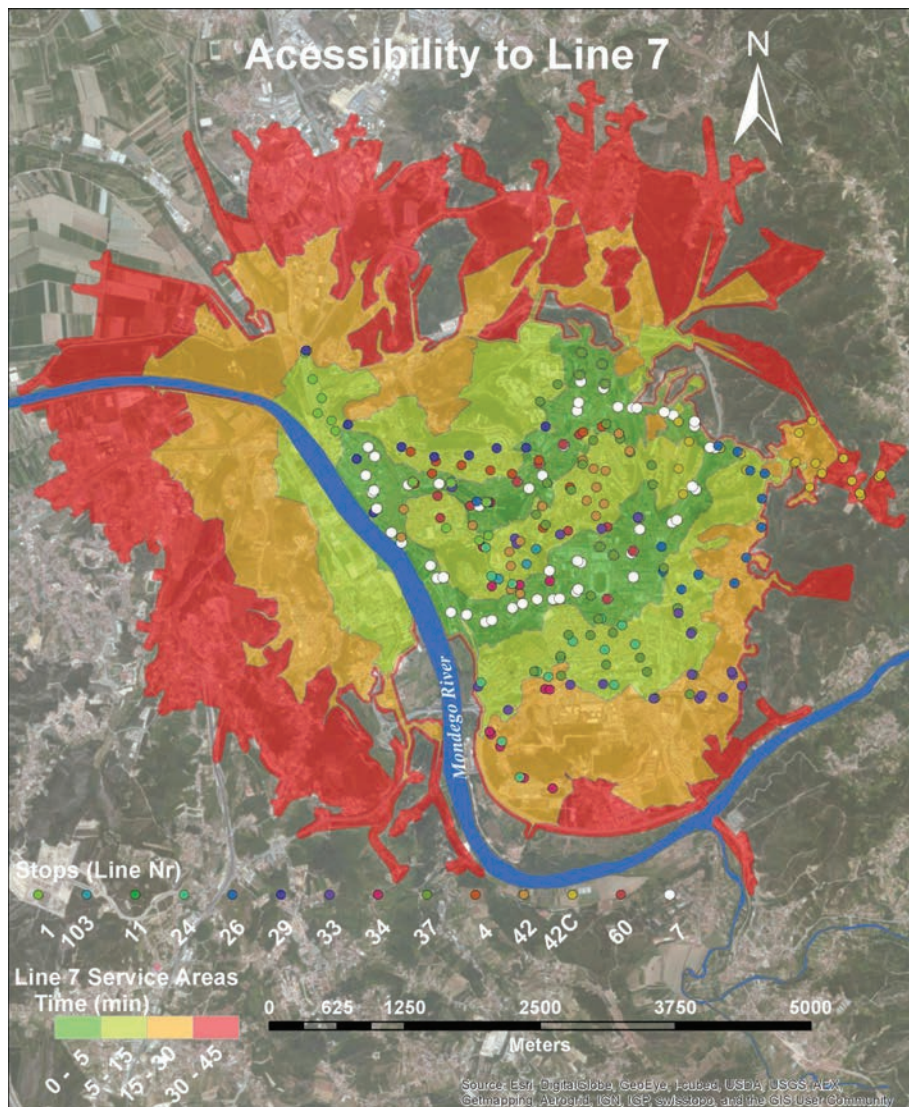 Acessibility to Line 7
N
Mondego River
Stops (Line Nr)
1 103 11 24 26 29 33 34 37 4 42 42C 60 7
Line 7 Service Areas
Time (min)
0 - 5 5 - 15 15 - 30 30 - 45
0 625 1250 2500 3750 5000
Meters
Source: Esri, DigitalGlobe, GeoEye, i-cubed, USDA, USGS, AEX,
Getmapping, Aerogrid, IGN, IGP, swisstopo, and the GIS User Community